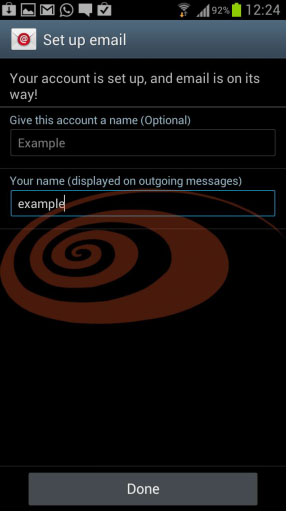 92% 12:24
Set up email
Your account is set up, and email is on its
way!
Give this account a name (Optional)
Example
Your name (displayed on outgoing messages)
example
Done